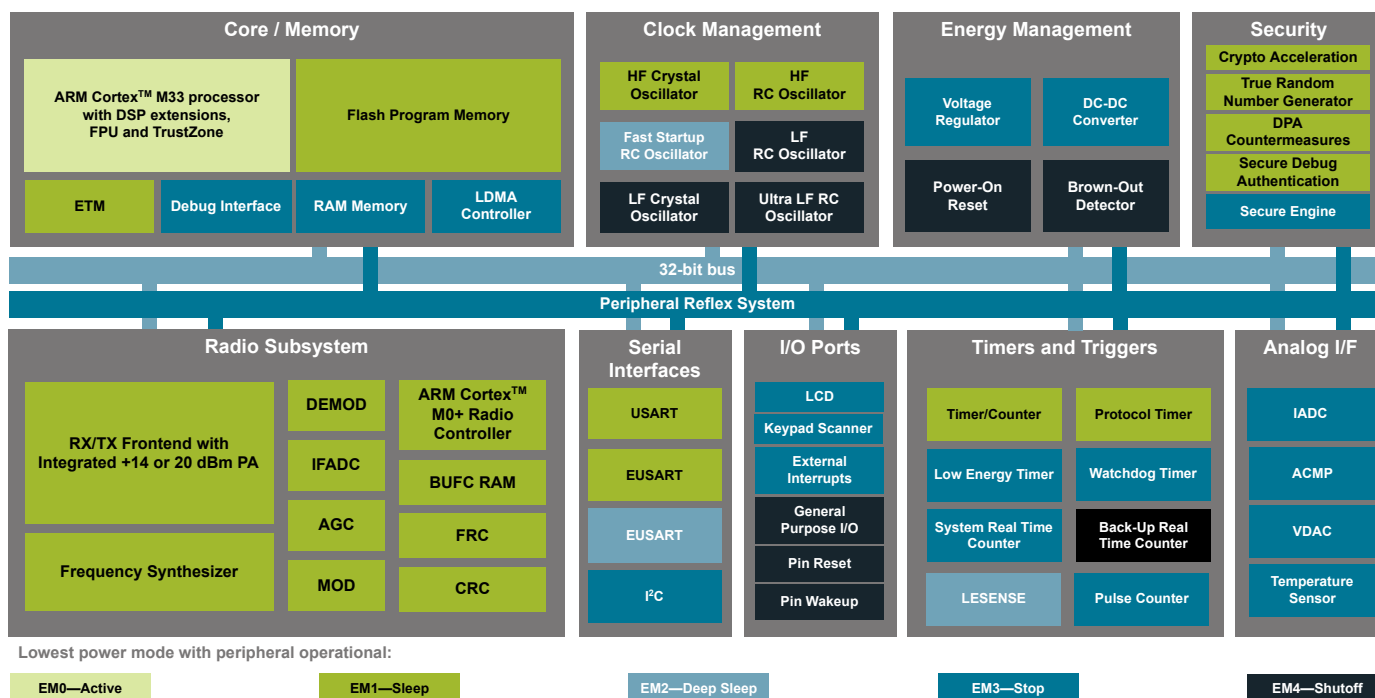 Core / Memory
ARM Cortex™ M33 processor
with DSP extensions,
FPU and TrustZone
Flash Program Memory
ETM
Debug Interface
RAM Memory
LDMA
Controller
Clock Management
HF Crystal
Oscillator
HF
RC Oscillator
Fast Startup
RC Oscillator
LF
RC Oscillator
LF Crystal
Oscillator
Ultra LF RC
Oscillator
Energy Management
Voltage
Regulator
DC-DC
Converter
Power-On
Reset
Brown-Out
Detector
Security
Crypto Acceleration
True Random
Number Generator
DPA
Countermeasures
Secure Debug
Authentication
Secure Engine
32-bit bus
Peripheral Reflex System
Radio Subsystem
RX/TX Frontend with
Integrated +14 or 20 dBm PA
Frequency Synthesizer
DEMOD
IFADC
AGC
MOD
ARM Cortex™
M0+ Radio
Controller
BUFC RAM
FRC
CRC
Serial
Interfaces
USART
EUSART
EUSART
I²C
I/O Ports
LCD
Keypad Scanner
External
Interrupts
General
Purpose I/O
Pin Reset
Pin Wakeup
Timers and Triggers
Timer/Counter
Protocol Timer
Low Energy Timer
Watchdog Timer
System Real Time
Counter
Back-Up Real
Time Counter
LESENSE
Pulse Counter
Analog I/F
IADC
ACMP
VDAC
Temperature
Sensor
Lowest power mode with peripheral operational:
EM0—Active
EM1—Sleep
EM2—Deep Sleep
EM3—Stop
EM4—Shutoff